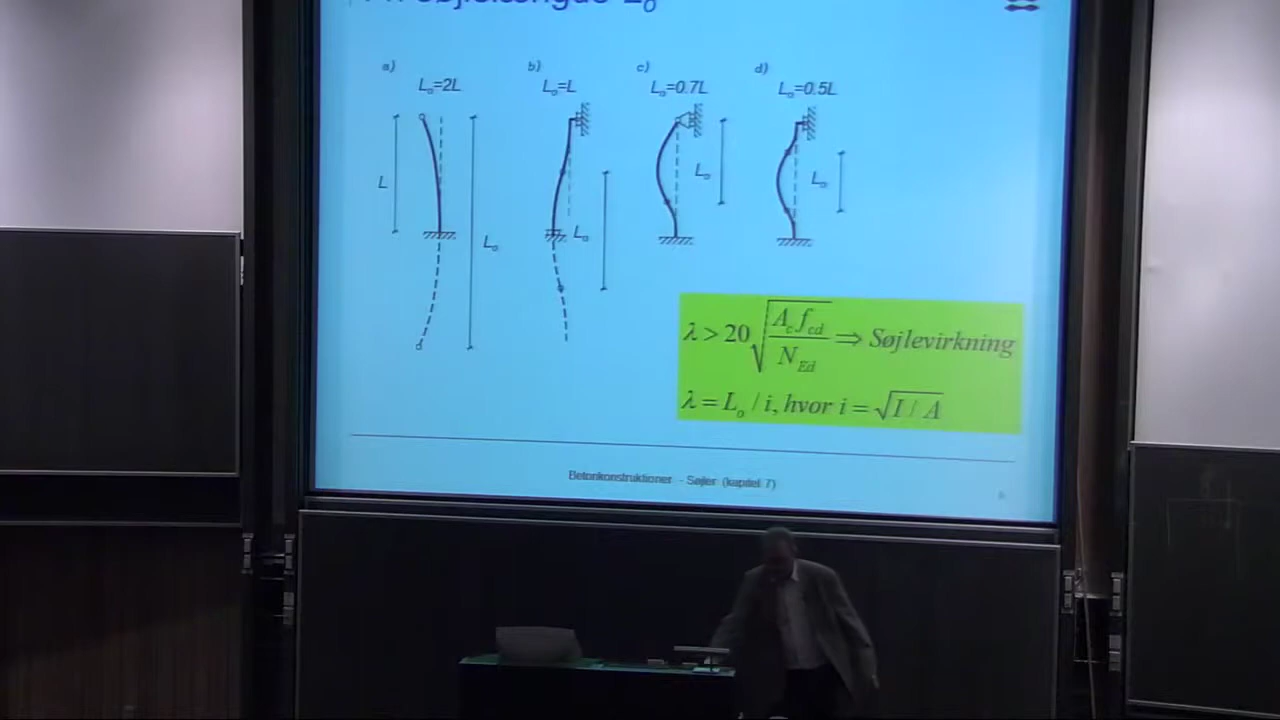 a)
b)
c)
d)
L₀=2L
L₀=L
L₀=0.7L
L₀=0.5L
L
L₀
L₀
L₀
L₀
λ > 20 √(A_c f_cd / N_Ed) ⇒ Søjlevirkning
λ = L_o / i, hvor i = √(I / A)
Betonkonstruktioner - Søjler (kapitel 7)